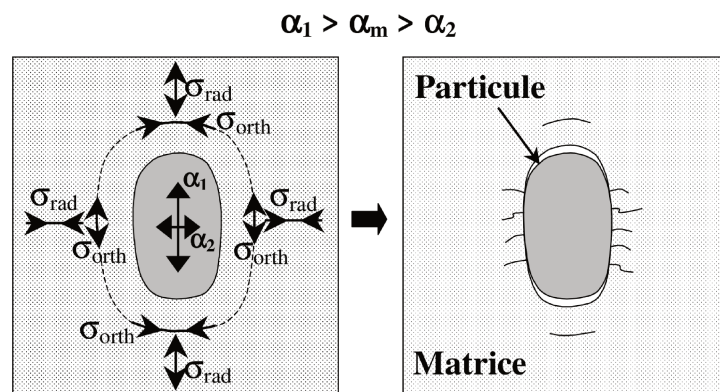 α₁ > αₘ > α₂
σrad
σorth
σrad
α₁
σrad
α₂
σorth
σorth
σorth
σrad
Particule
Matrice